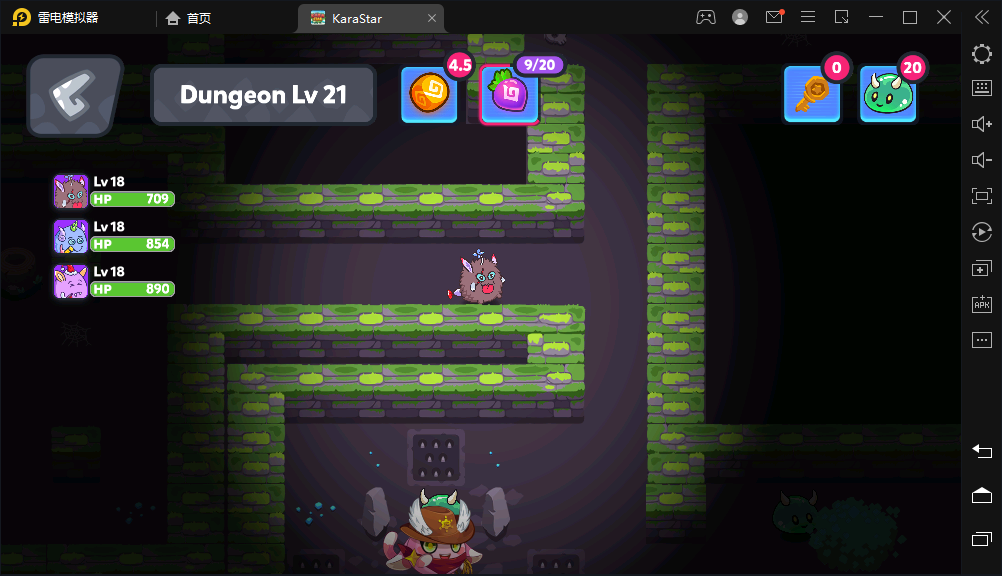 雷电模拟器
首页
KaraStar
Dungeon Lv 21
4.5
9/20
0
20
Lv 18
HP 709
Lv 18
HP 854
Lv 18
HP 890
APK